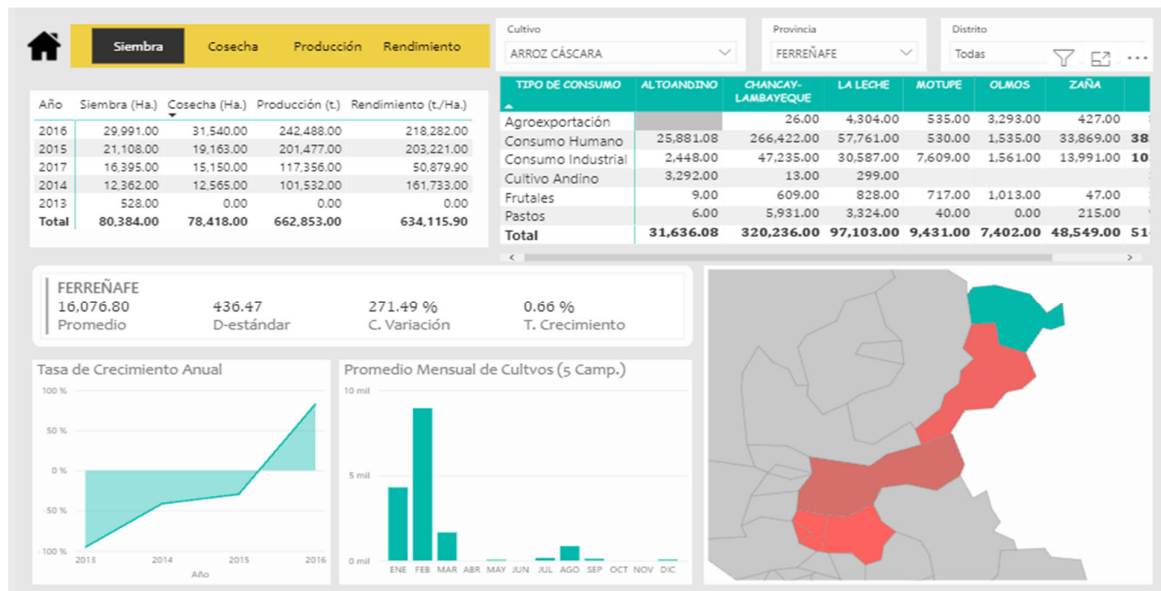 Siembra Cosecha Producción Rendimiento
Cultivo
ARROZ CÁSCARA
Provincia
FERREÑAFE
Distrito
Todas
Año Siembra (Ha.) Cosecha (Ha.) Producción (t.) Rendimiento (t./Ha.)
2016 29,991.00 31,540.00 242,488.00 218,282.00
2015 21,108.00 19,163.00 201,477.00 203,221.00
2017 16,395.00 15,150.00 117,356.00 50,879.90
2014 12,362.00 12,565.00 101,532.00 161,733.00
2013 528.00 0.00 0.00 0.00
Total 80,384.00 78,418.00 662,853.00 634,115.90
TIPO DE CONSUMO ALTOANDINO CHANCAY-LAMBAYEQUE LA LECHE MOTUPE OLMOS ZAÑA
Agroexportación 26.00 4,304.00 535.00 3,293.00 427.00
Consumo Humano 25,881.08 266,422.00 57,761.00 530.00 1,535.00 33,869.00 38
Consumo Industrial 2,448.00 47,235.00 30,587.00 7,609.00 1,561.00 13,991.00 10
Cultivo Andino 3,292.00 13.00 299.00
Frutales 9.00 609.00 828.00 717.00 1,013.00 47.00
Pastos 6.00 5,931.00 3,324.00 40.00 0.00 215.00
Total 31,636.08 320,236.00 97,103.00 9,431.00 7,402.00 48,549.00 51
FERREÑAFE
16,076.80 436.47 271.49 % 0.66 %
Promedio D-estándar C. Variación T. Crecimiento
Tasa de Crecimiento Anual
100 %
50 %
0 %
-50 %
-100 %
2013 2014 2015 2016
Año
Promedio Mensual de Cultvos (5 Camp.)
10 mil
5 mil
0 mil
ENE FEB MAR ABR MAY JUN JUL AGO SEP OCT NOV DIC